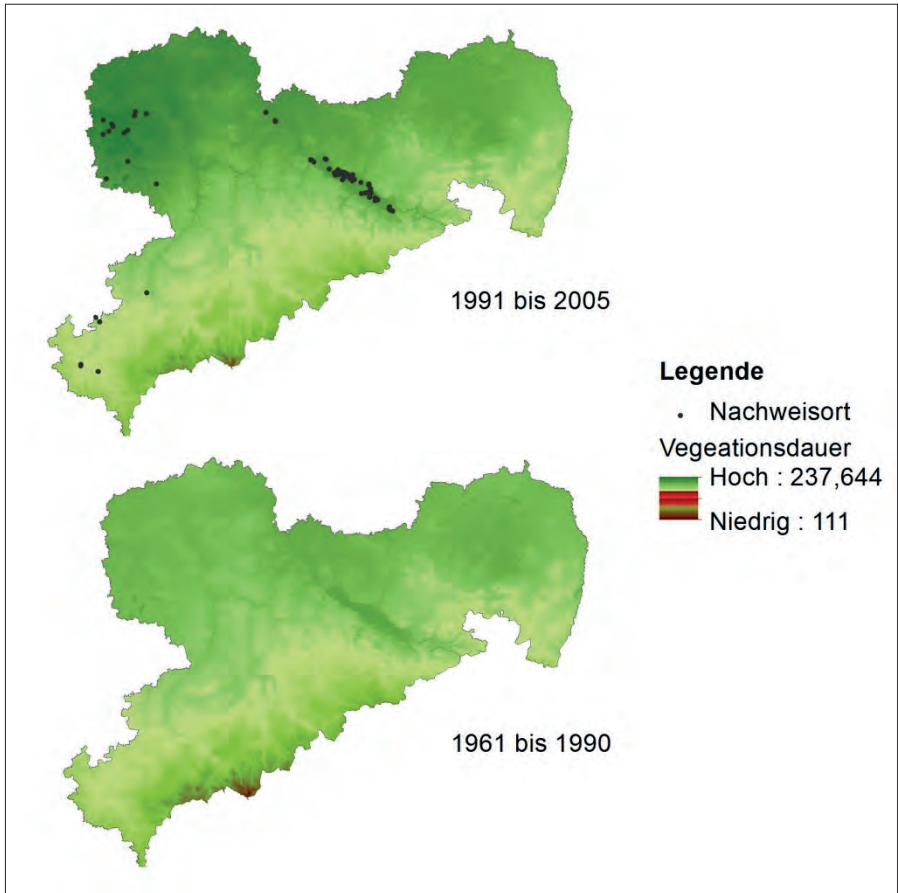 1991 bis 2005
Legende
Nachweisort
Vegeationsdauer
Hoch : 237,644
Niedrig : 111
1961 bis 1990